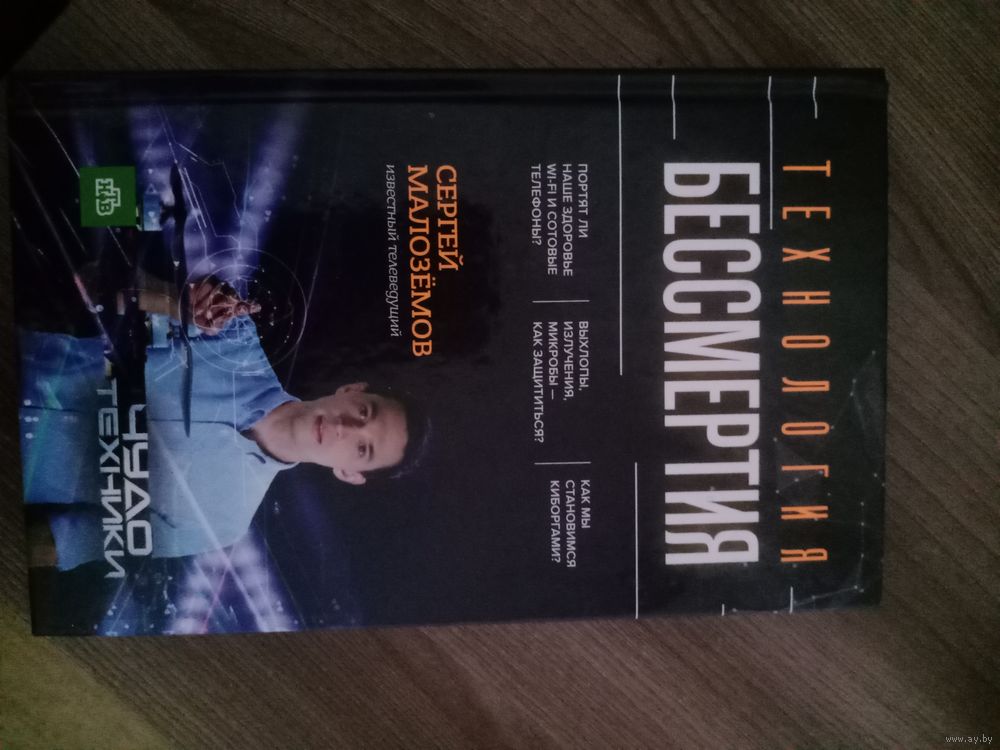 ТЕХНОЛОГИЯ
БЕССМЕРТИЯ
ПОРТЯТ ЛИ
НАШЕ ЗДОРОВЬЕ
WI-FI И СОТОВЫЕ
ТЕЛЕФОНЫ?
ВЫХЛОПЫ,
ИЗЛУЧЕНИЯ,
МИКРОБЫ –
КАК ЗАЩИТИТЬСЯ?
КАК МЫ
СТАНОВИМСЯ
КИБОРГАМИ?
СЕРГЕЙ
МАЛОЗЁМОВ
известный телеведущий
НТВ
ЧУДО
ТЕХНИКИ
www.ay.by